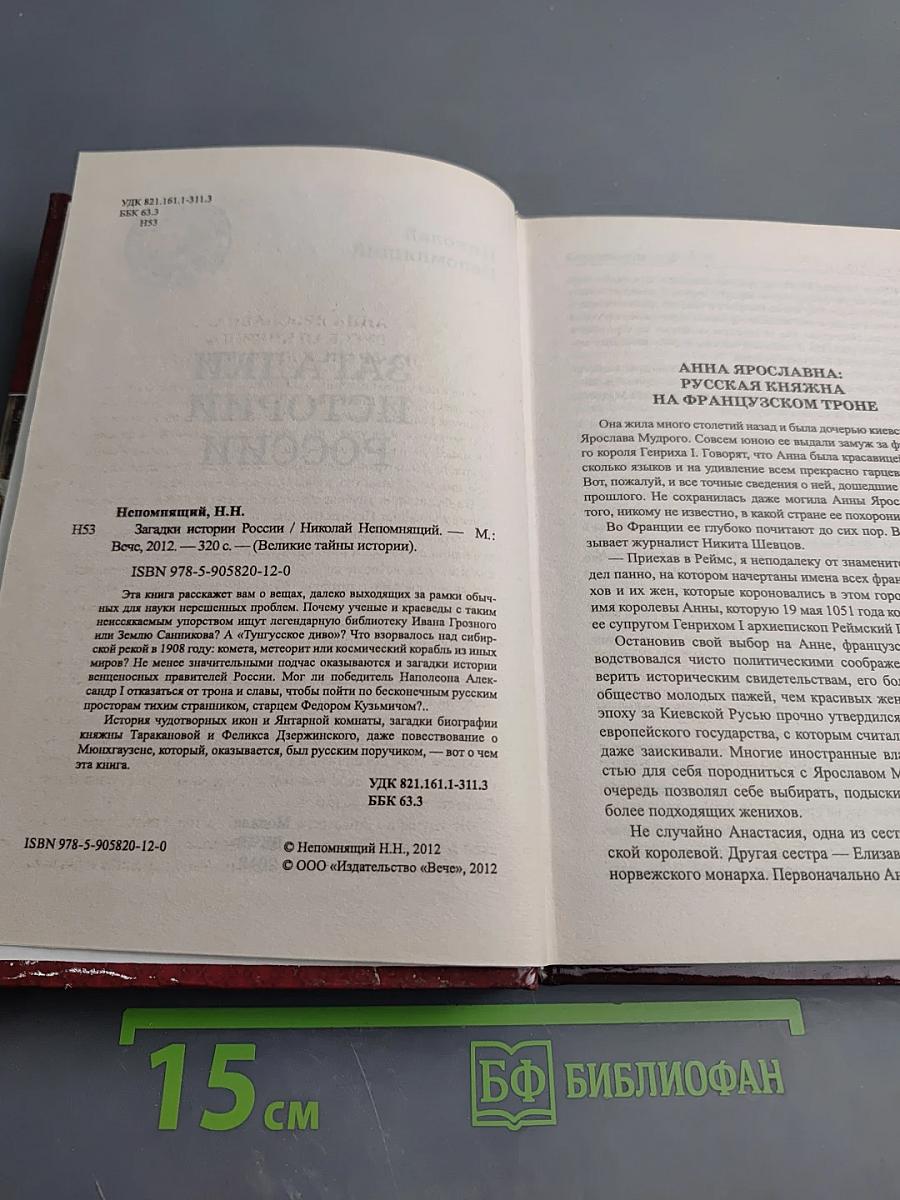 УДК 821.161.1-311.3
ББК 63.3
Н53
Непомнящий, Н.Н.
Н53 Загадки истории России / Николай Непомнящий. — М.:
Вече, 2012. — 320 с. — (Великие тайны истории).
ISBN 978-5-905820-12-0
Эта книга расскажет вам о вещах, далеко выходящих за рамки обыч-
ных для науки нерешенных проблем. Почему ученые и краеведы с таким
неиссякаемым упорством ищут легендарную библиотеку Ивана Грозного
или Землю Санникова? А «Тунгусское диво»? Что взорвалось над сибир-
ской рекой в 1908 году: комета, метеорит или космический корабль из иных
миров? Не менее значительными подчас оказываются и загадки истории
венценосных правителей России. Мог ли победитель Наполеона Алек-
сандр I отказаться от трона и славы, чтобы пойти по бесконечным русским
просторам тихим странником, старцем Федором Кузьмичом?..
История чудотворных икон и Янтарной комнаты, загадки биографии
княжны Таракановой и Феликса Дзержинского, даже повествование о
Мюнхгаузене, который, оказывается, был русским поручиком, — вот о чем
эта книга.
УДК 821.161.1-311.3
ББК 63.3
ISBN 978-5-905820-12-0
© Непомнящий Н.Н., 2012
© ООО «Издательство «Вече», 2012
АННА ЯРОСЛАВНА:
РУССКАЯ КНЯЖНА
НА ФРАНЦУЗСКОМ ТРОНЕ
Она жила много столетий назад и была дочерью киевс
Ярослава Мудрого. Совсем юною ее выдали замуж за ф
го короля Генриха I. Говорят, что Анна была красавицей
сколько языков и на удивление всем прекрасно гарцев
Вот, пожалуй, и все точные сведения о ней, дошедшие
прошлого. Не сохранилась даже могила Анны Ярос
того, никому не известно, в какой стране ее похорони
Во Франции ее глубоко почитают до сих пор. В
зывает журналист Никита Шевцов.
— Приехав в Реймс, я неподалеку от знамените
дел панно, на котором начертаны имена всех фран
хов и их жен, которые короновались в этом горо
имя королевы Анны, которую 19 мая 1051 года ко
ее супругом Генрихом I архиепископ Реймский Г
Остановив свой выбор на Анне, французс
водствовался чисто политическими соображе
верить историческим свидетельствам, его бол
общество молодых пажей, чем красивых жен
эпоху за Киевской Русью прочно утвердился
европейского государства, с которым считал
даже заискивали. Многие иностранные вла
стью для себя породниться с Ярославом М
очередь позволял себе выбирать, подыски
более подходящих женихов.
Не случайно Анастасия, одна из сест
ской королевой. Другая сестра — Елизав
норвежского монарха. Первоначально Ан
15 см
БФ БИБЛИОФАН